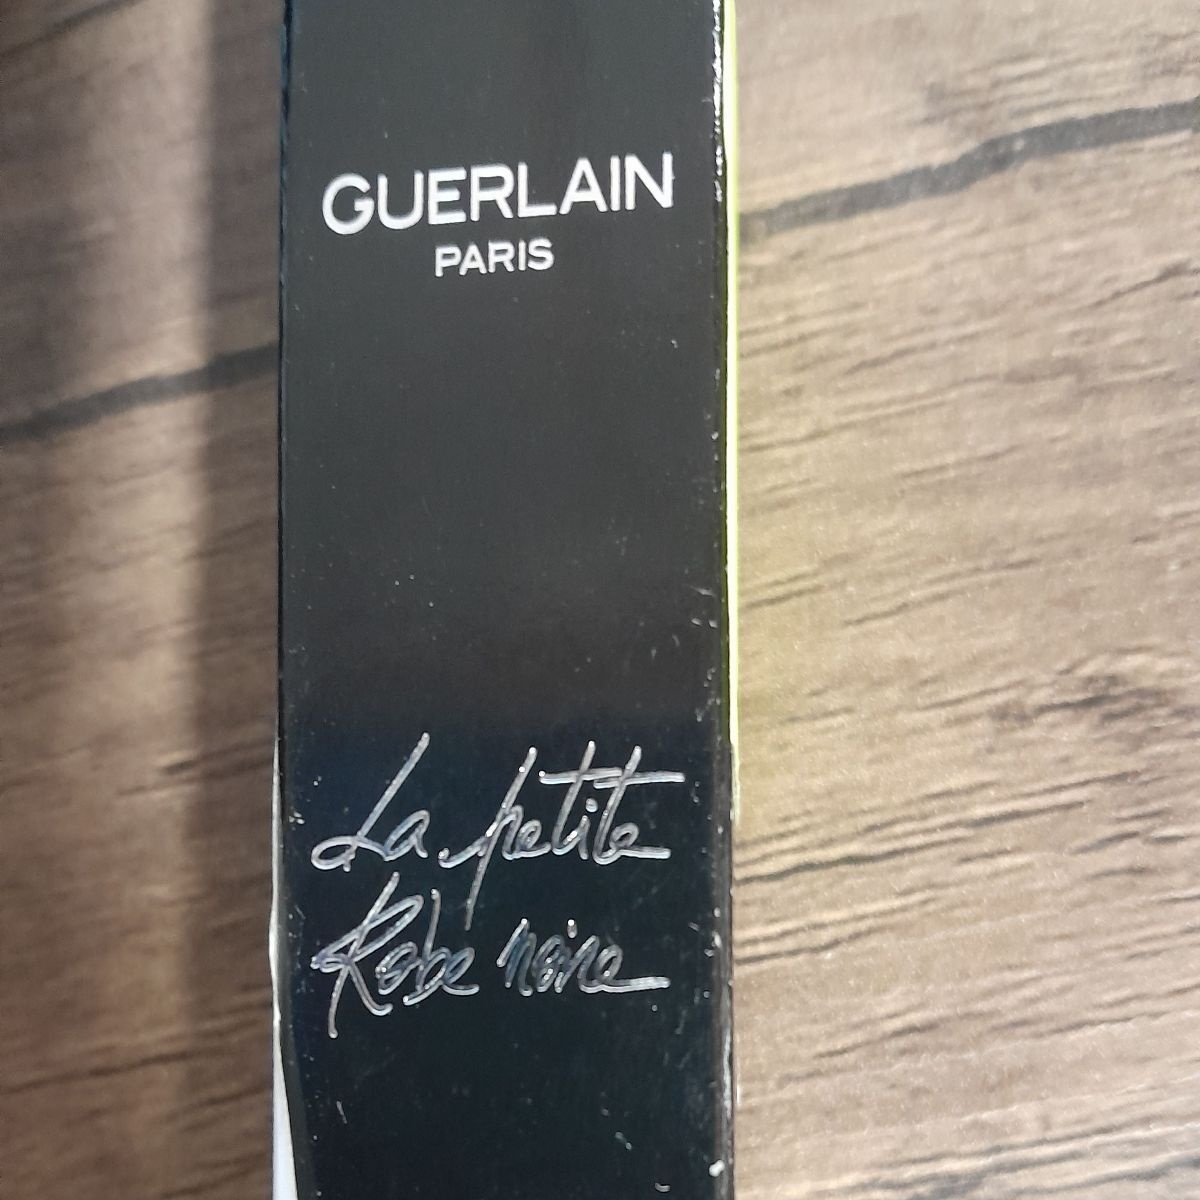 GUERLAIN
PARIS
La petite
Robe noire